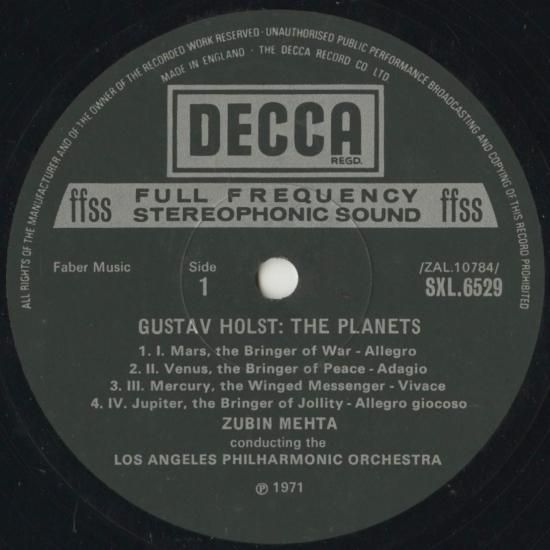 ALL RIGHTS OF THE MANUFACTURER AND OF THE OWNER OF THE RECORDED WORK RESERVED · UNAUTHORISED PUBLIC PERFORMANCE BROADCASTING AND COPYING OF THIS RECORD PROHIBITED
MADE IN ENGLAND · THE DECCA RECORD CO LTD
DECCA
REGD.
ffss FULL FREQUENCY STEREOPHONIC SOUND ffss
Faber Music Side 1 /ZAL.10784/
SXL.6529
GUSTAV HOLST: THE PLANETS
1. I. Mars, the Bringer of War - Allegro
2. II. Venus, the Bringer of Peace - Adagio
3. III. Mercury, the Winged Messenger - Vivace
4. IV. Jupiter, the Bringer of Jollity - Allegro giocoso
ZUBIN MEHTA
conducting the
LOS ANGELES PHILHARMONIC ORCHESTRA
℗ 1971